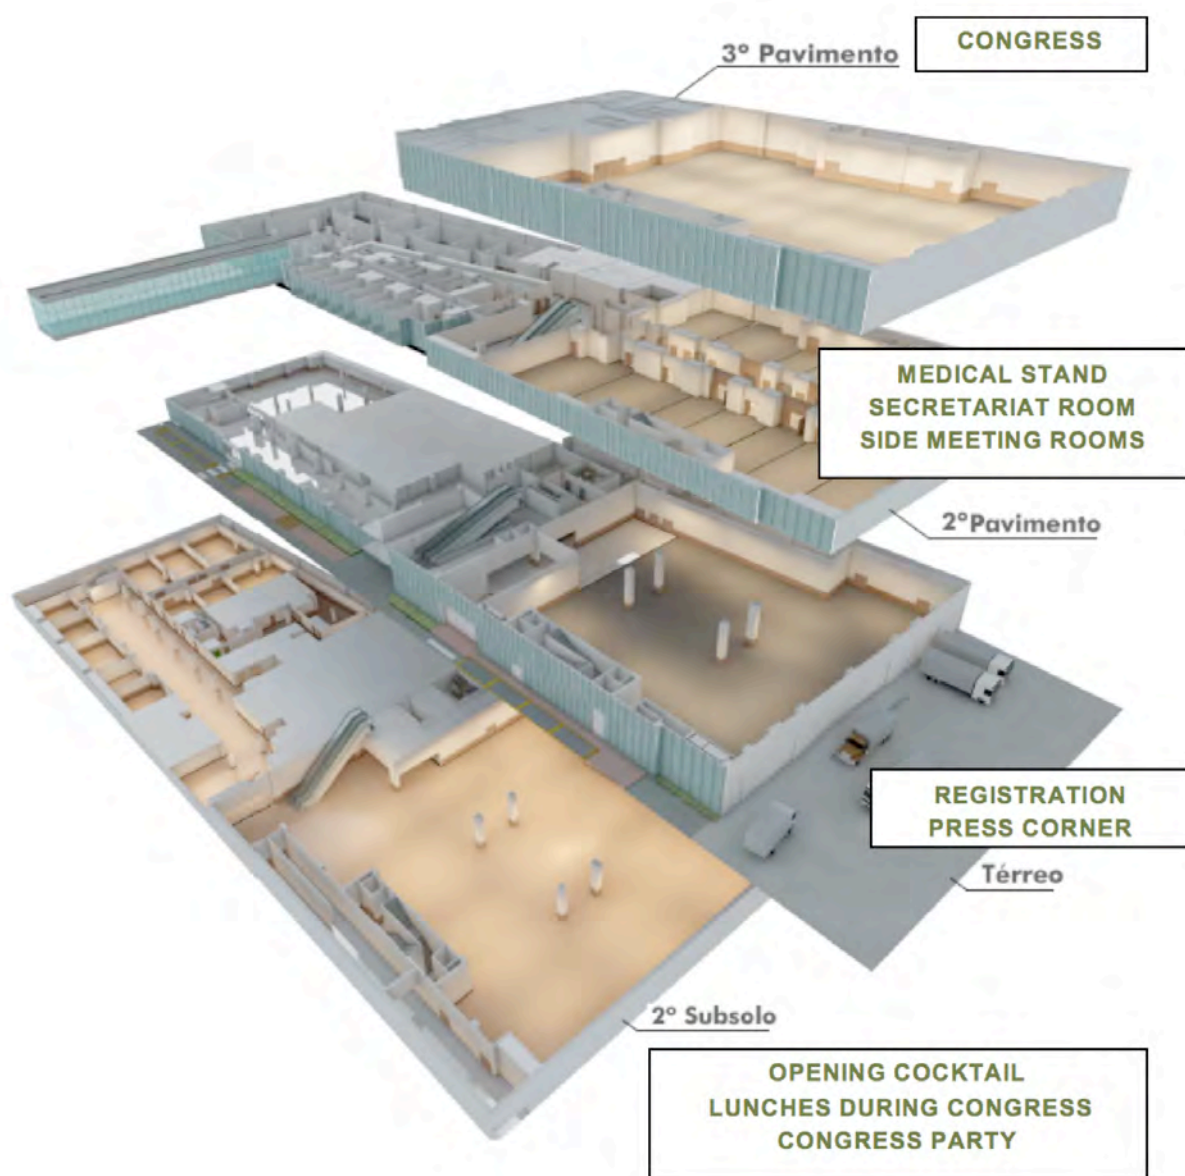 CONGRESS
3º Pavimento
MEDICAL STAND
SECRETARIAT ROOM
SIDE MEETING ROOMS
2ºPavimento
REGISTRATION
PRESS CORNER
Térreo
2º Subsolo
OPENING COCKTAIL
LUNCHES DURING CONGRESS
CONGRESS PARTY